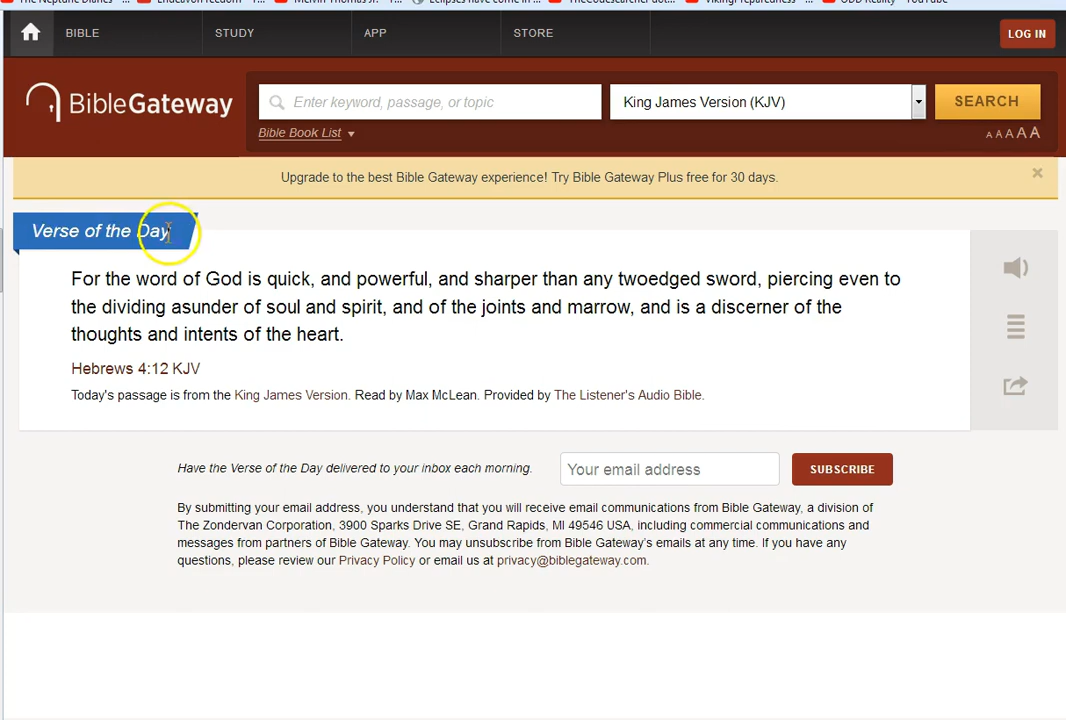 BIBLE STUDY APP STORE LOG IN
BibleGateway
Enter keyword, passage, or topic
King James Version (KJV)
SEARCH
Bible Book List
A A A A A
Upgrade to the best Bible Gateway experience! Try Bible Gateway Plus free for 30 days.
Verse of the Day
For the word of God is quick, and powerful, and sharper than any twoedged sword, piercing even to
the dividing asunder of soul and spirit, and of the joints and marrow, and is a discerner of the
thoughts and intents of the heart.
Hebrews 4:12 KJV
Today's passage is from the King James Version. Read by Max McLean. Provided by The Listener's Audio Bible.
Have the Verse of the Day delivered to your inbox each morning.
Your email address
SUBSCRIBE
By submitting your email address, you understand that you will receive email communications from Bible Gateway, a division of
The Zondervan Corporation, 3900 Sparks Drive SE, Grand Rapids, MI 49546 USA, including commercial communications and
messages from partners of Bible Gateway. You may unsubscribe from Bible Gateway's emails at any time. If you have any
questions, please review our Privacy Policy or email us at privacy@biblegateway.com.